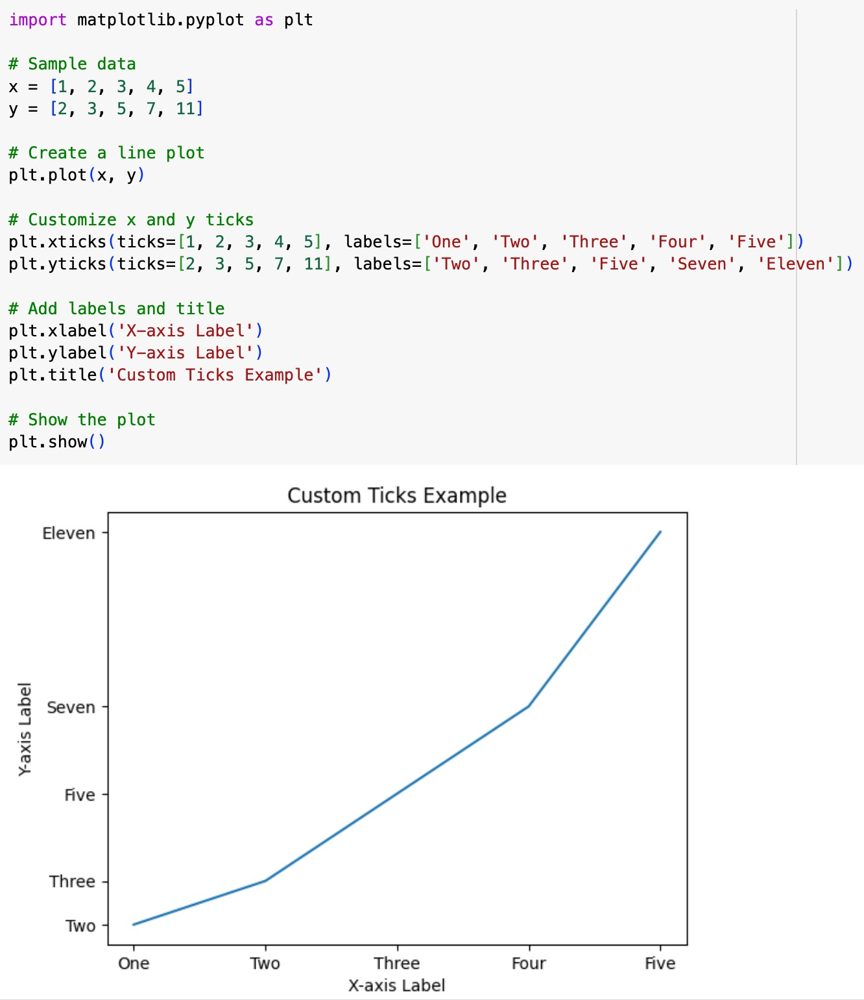 import matplotlib.pyplot as plt
# Sample data
x = [1, 2, 3, 4, 5]
y = [2, 3, 5, 7, 11]
# Create a line plot
plt.plot(x, y)
# Customize x and y ticks
plt.xticks(ticks=[1, 2, 3, 4, 5], labels=['One', 'Two', 'Three', 'Four', 'Five'])
plt.yticks(ticks=[2, 3, 5, 7, 11], labels=['Two', 'Three', 'Five', 'Seven', 'Eleven'])
# Add labels and title
plt.xlabel('X-axis Label')
plt.ylabel('Y-axis Label')
plt.title('Custom Ticks Example')
# Show the plot
plt.show()
Custom Ticks Example
Eleven
Seven
Five
Three
Two
Y-axis Label
One Two Three Four Five
X-axis Label